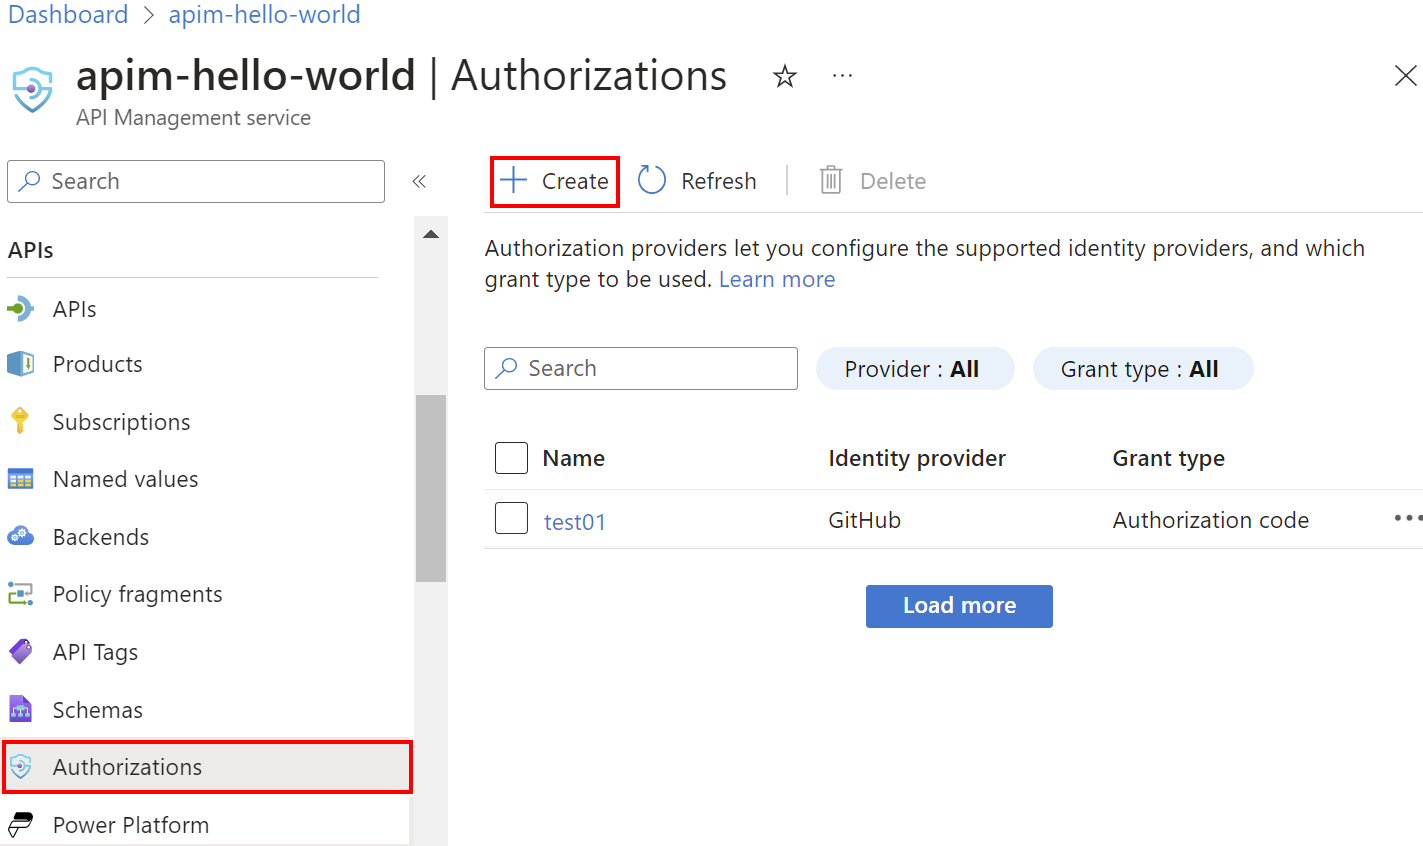 Dashboard > apim-hello-world
apim-hello-world | Authorizations ☆ ...
API Management service
Search
«
APIs
APIs
Products
Subscriptions
Named values
Backends
Policy fragments
API Tags
Schemas
Authorizations
Power Platform
Create Refresh Delete
Authorization providers let you configure the supported identity providers, and which
grant type to be used. Learn more
Search Provider : All Grant type : All
Name Identity provider Grant type
test01 GitHub Authorization code ...
Load more